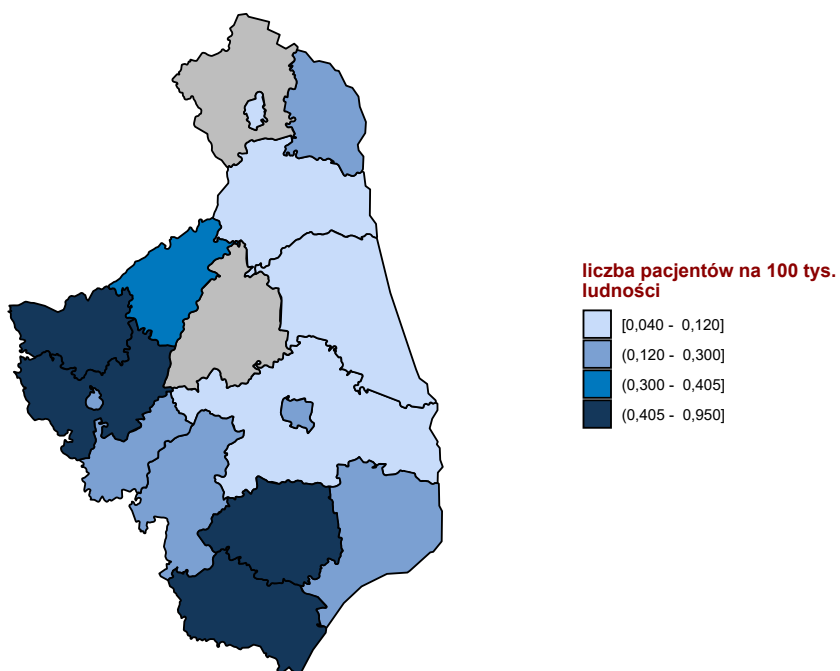 liczba pacjentów na 100 tys.
ludności
[0,040 - 0,120]
(0,120 - 0,300]
(0,300 - 0,405]
(0,405 - 0,950]